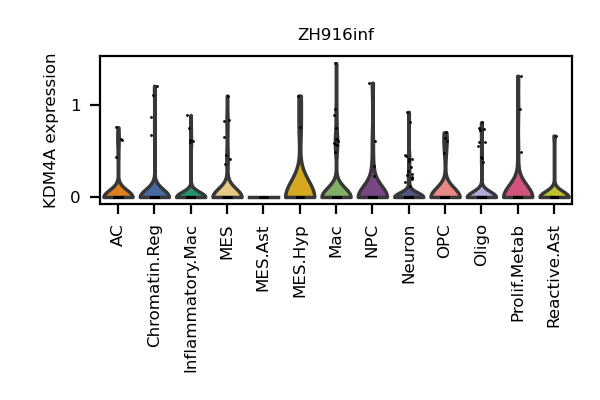 ZH916inf
KDM4A expression
1
0
AC
Chromatin.Reg
Inflammatory.Mac
MES
MES.Ast
MES.Hyp
Mac
NPC
Neuron
OPC
Oligo
Prolif.Metab
Reactive.Ast